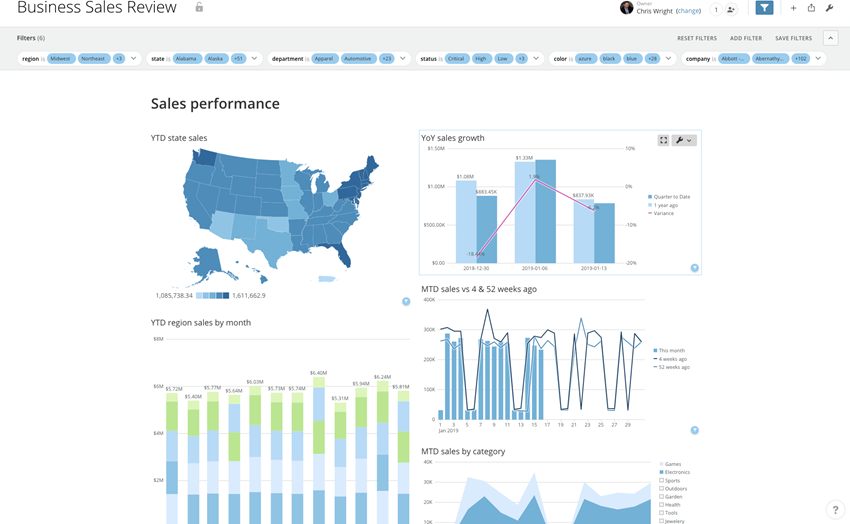 Business Sales Review
Owner
Chris Wright (change)
1
Filters (6)
RESET FILTERS ADD FILTER SAVE FILTERS
region is Midwest Northeast +3 state is Alabama Alaska +51 department is Apparel Automotive +23 status is Critical High Low +3 color is azure black blue +28 company is Abbott -... Abernathy... +102
Sales performance
YTD state sales
1,085,738.34 1,611,662.9
YoY sales growth
$1.50M 10%
$1.33M
$1.08M
1.9%
$1.00M 0%
$883.45K $837.93K
Quarter to Date
1 year ago
Variance
$500.00K -10%
$0.00 -20%
2018-12-30 2019-01-06 2019-01-13
MTD sales vs 4 & 52 weeks ago
400K
300K
200K
100K
0
1 3 5 7 9 11 13 15 17 19 21 23 25 27 29
Jan 2019
This month
4 weeks ago
52 weeks ago
YTD region sales by month
$8M
$6M
$4M
$2M
$5.72M $5.40M $5.77M $5.64M $6.03M $5.73M $5.74M $6.40M $5.31M $5.94M $6.24M $5.81M
MTD sales by category
40K
30K
20K
10K
Games
Electronics
Sports
Outdoors
Garden
Health
Tools
Jewelery
?